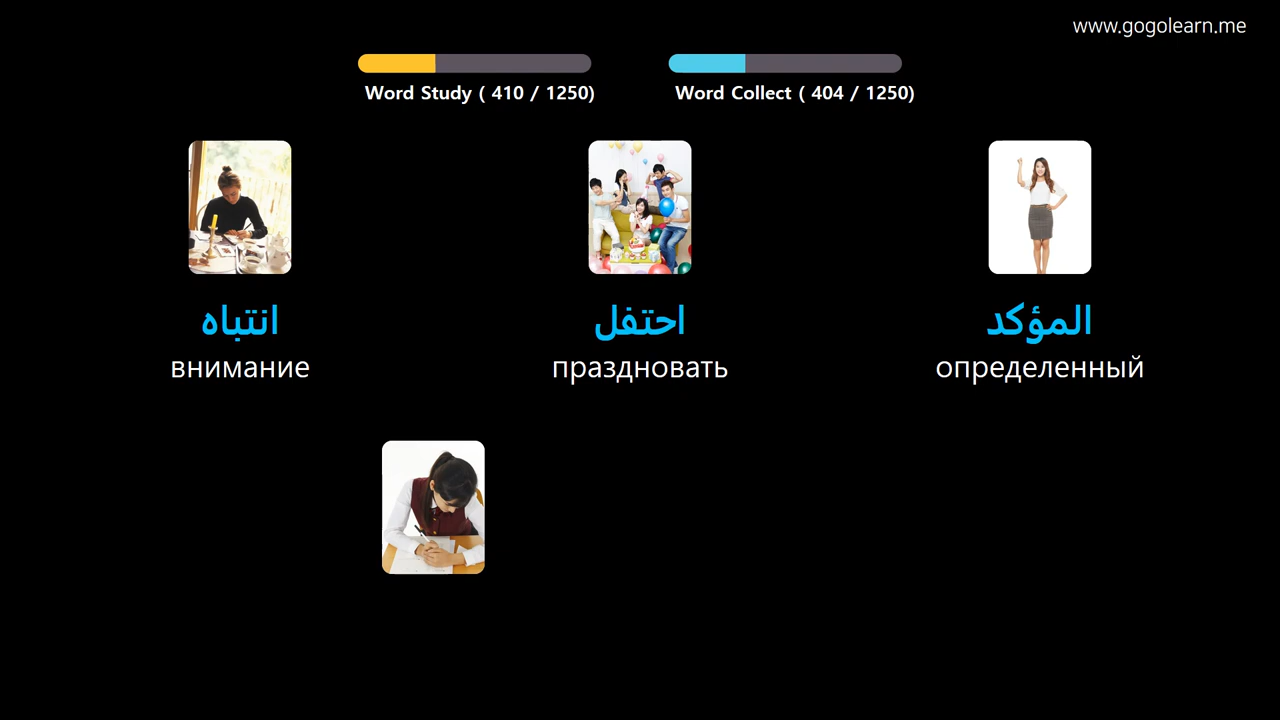 www.gogolearn.me
Word Study ( 410 / 1250)
Word Collect ( 404 / 1250)
انتباه
احتفل
المؤكد
внимание
праздновать
определенный